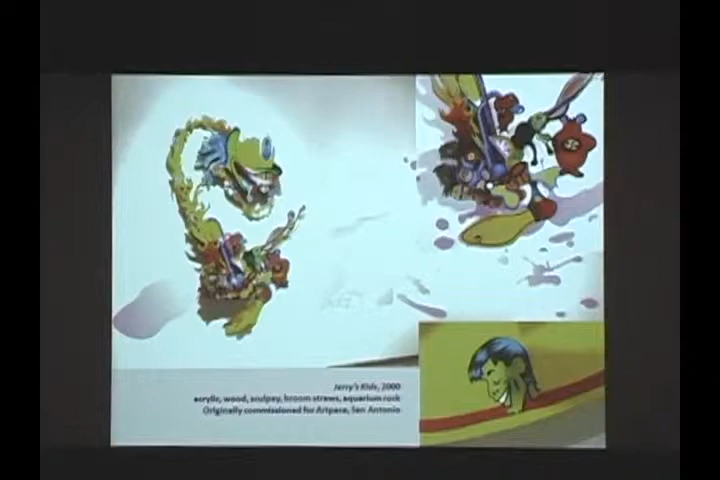 Jerry's Kids, 2000
acrylic, wood, sculpey, broom straws, aquarium rock
Originally commissioned for Artpace, San Antonio